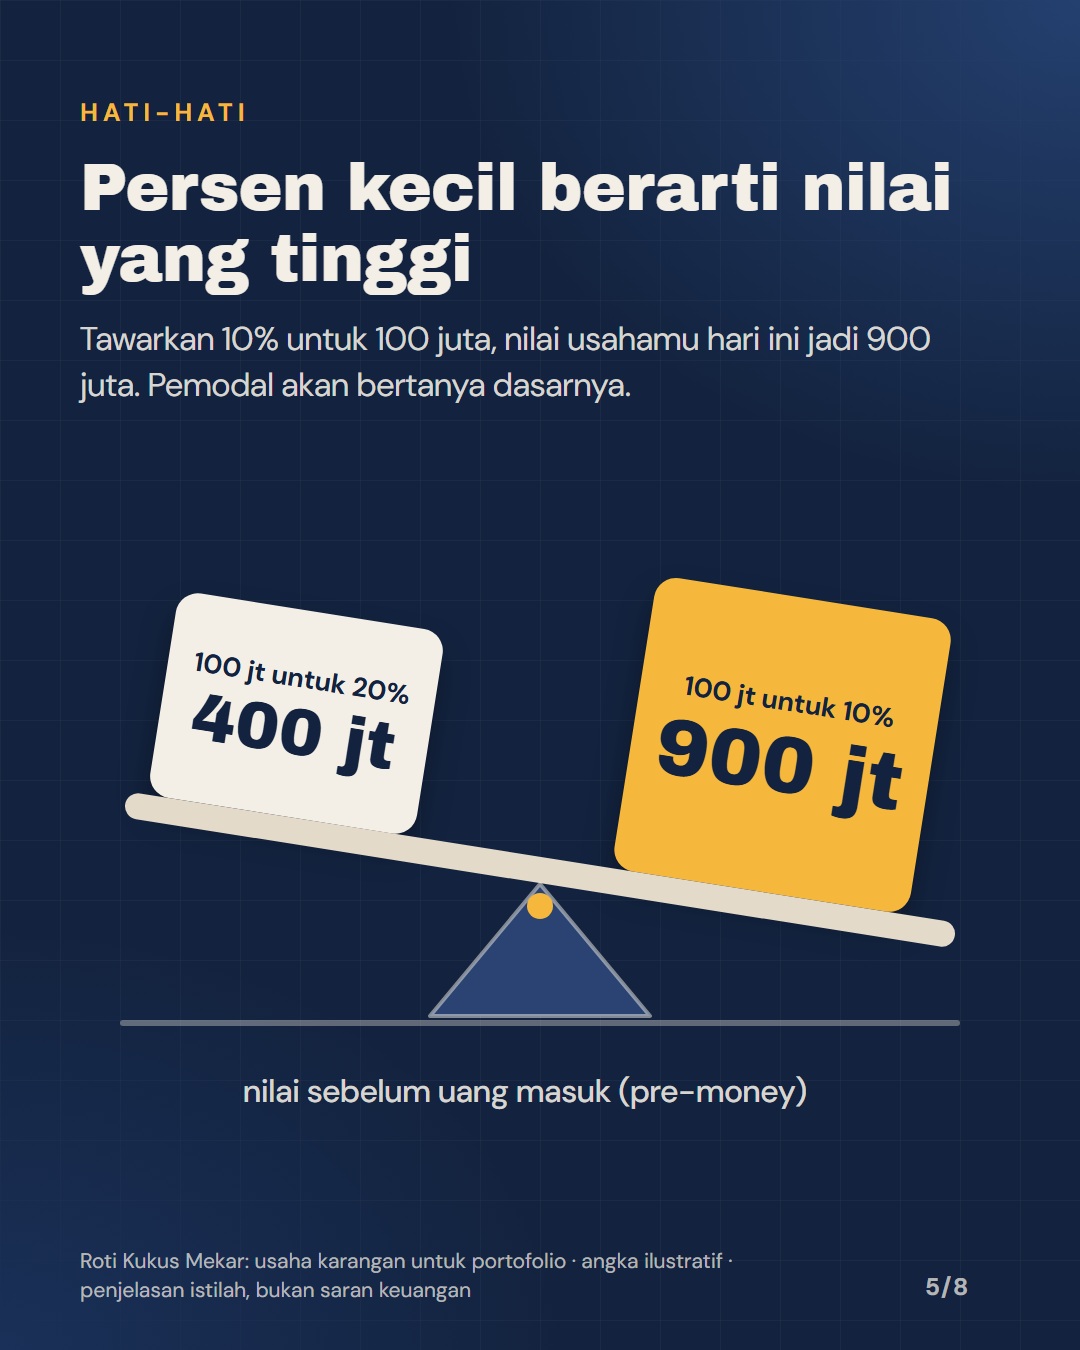 HATI-HATI
Persen kecil berarti nilai
yang tinggi
Tawarkan 10% untuk 100 juta, nilai usahamu hari ini jadi 900
juta. Pemodal akan bertanya dasarnya.
100 jt untuk 20%
400 jt
100 jt untuk 10%
900 jt
nilai sebelum uang masuk (pre-money)
Roti Kukus Mekar: usaha karangan untuk portofolio · angka ilustratif ·
penjelasan istilah, bukan saran keuangan
5/8